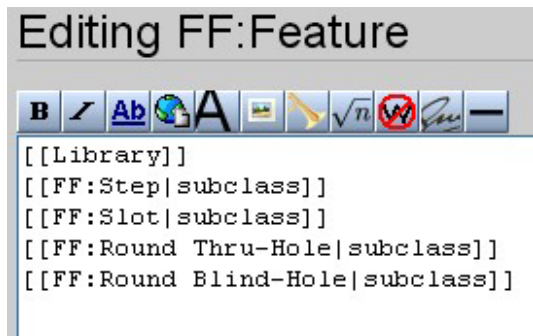 Editing FF:Feature
B I Ab A √n W
[[Library]]
[[FF:Step|subclass]]
[[FF:Slot|subclass]]
[[FF:Round Thru-Hole|subclass]]
[[FF:Round Blind-Hole|subclass]]